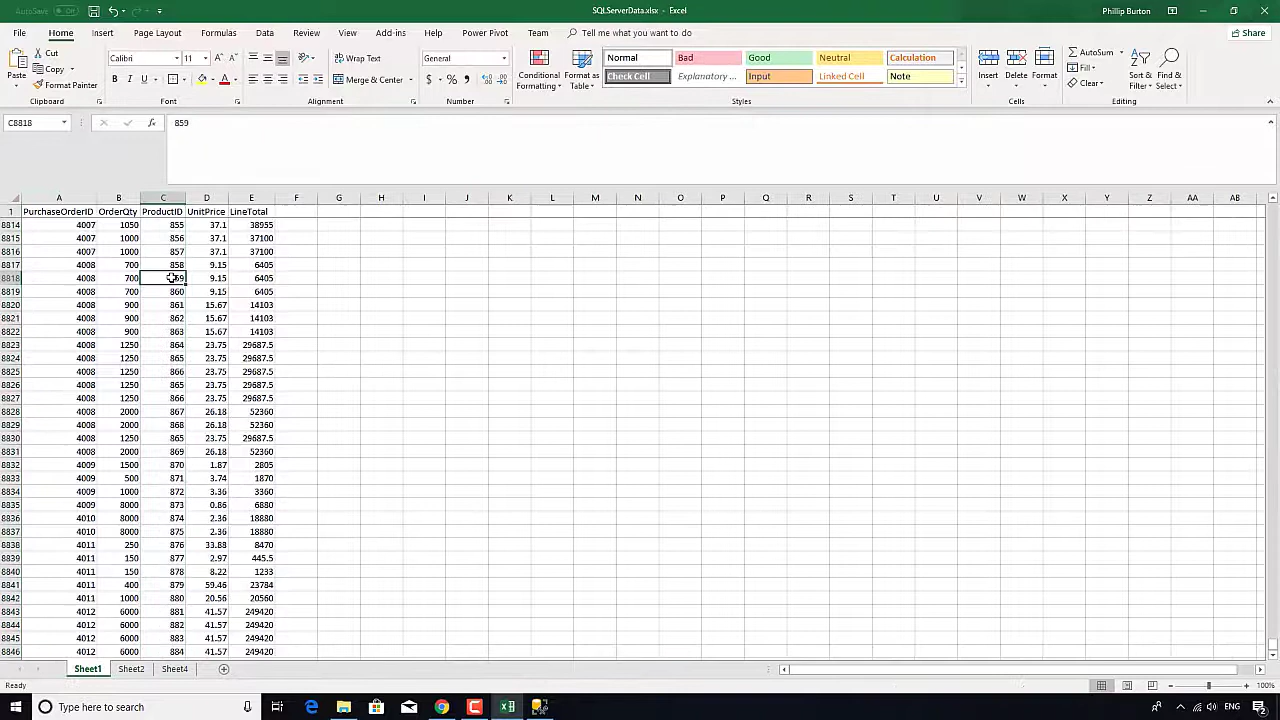 AutoSave Off SQLServerData.xlsx - Excel Phillip Burton
File Home Insert Page Layout Formulas Data Review View Add-ins Help Power Pivot Team Tell me what you want to do Share
Paste Cut Copy Format Painter Clipboard
Calibri 11 B I U A Font
Wrap Text Merge & Center Alignment
General $ % , Number
Conditional Formatting Format as Table
Normal Bad Good Neutral Calculation
Check Cell Explanatory ... Input Linked Cell Note
Styles
Insert Delete Format Cells
AutoSum Fill Clear Sort & Filter Find & Select Editing
C8818 fx 859
A B C D E F G H I J K L M N O P Q R S T U V W X Y Z AA AB
1 PurchaseOrderID OrderQty ProductID UnitPrice LineTotal
8814 4007 1050 855 37.1 38955
8815 4007 1000 856 37.1 37100
8816 4007 1000 857 37.1 37100
8817 4008 700 858 9.15 6405
8818 4008 700 859 9.15 6405
8819 4008 700 860 9.15 6405
8820 4008 900 861 15.67 14103
8821 4008 900 862 15.67 14103
8822 4008 900 863 15.67 14103
8823 4008 1250 864 23.75 29687.5
8824 4008 1250 865 23.75 29687.5
8825 4008 1250 866 23.75 29687.5
8826 4008 1250 865 23.75 29687.5
8827 4008 1250 866 23.75 29687.5
8828 4008 2000 867 26.18 52360
8829 4008 2000 868 26.18 52360
8830 4008 1250 865 23.75 29687.5
8831 4008 2000 869 26.18 52360
8832 4009 1500 870 1.87 2805
8833 4009 500 871 3.74 1870
8834 4009 1000 872 3.36 3360
8835 4009 8000 873 0.86 6880
8836 4010 8000 874 2.36 18880
8837 4010 8000 875 2.36 18880
8838 4011 250 876 33.88 8470
8839 4011 150 877 2.97 445.5
8840 4011 150 878 8.22 1233
8841 4011 400 879 59.46 23784
8842 4011 1000 880 20.56 20560
8843 4012 6000 881 41.57 249420
8844 4012 6000 882 41.57 249420
8845 4012 6000 883 41.57 249420
8846 4012 6000 884 41.57 249420
Sheet1 Sheet2 Sheet4
Ready 100%
Type here to search ENG